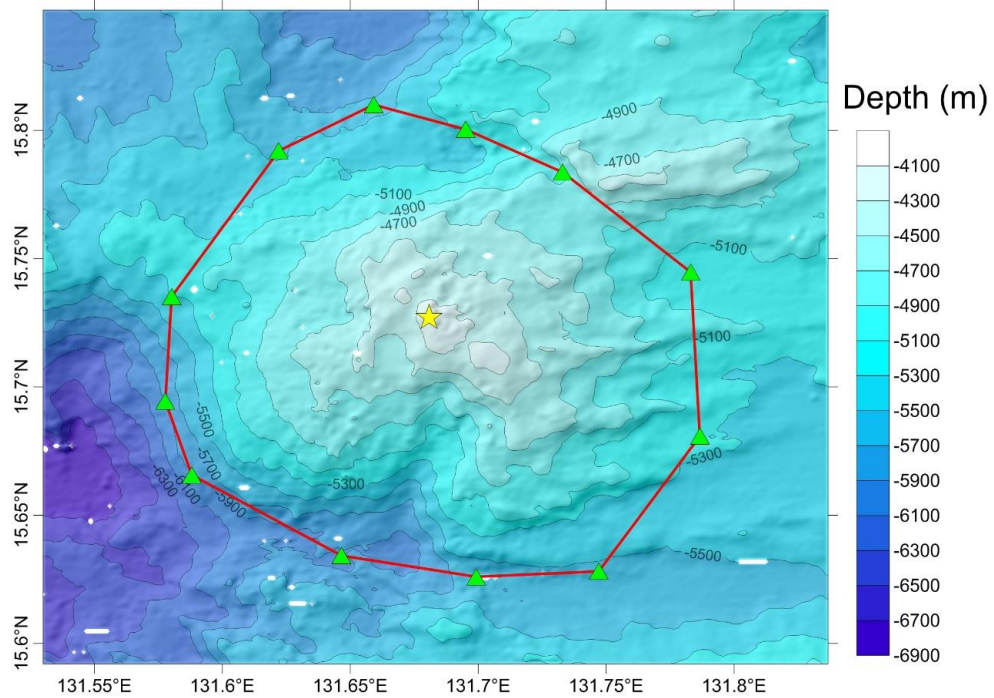 Depth (m)
-4100
-4300
-4500
-4700
-4900
-5100
-5300
-5500
-5700
-5900
-6100
-6300
-6500
-6700
-6900
15.8°N
15.75°N
15.7°N
15.65°N
15.6°N
-4900
-4700
-5100
-4900
-4700
-5100
-5100
-5500
-5700
-5300
-5300
-6300
-6100
-5900
-5500
131.55°E
131.6°E
131.65°E
131.7°E
131.75°E
131.8°E